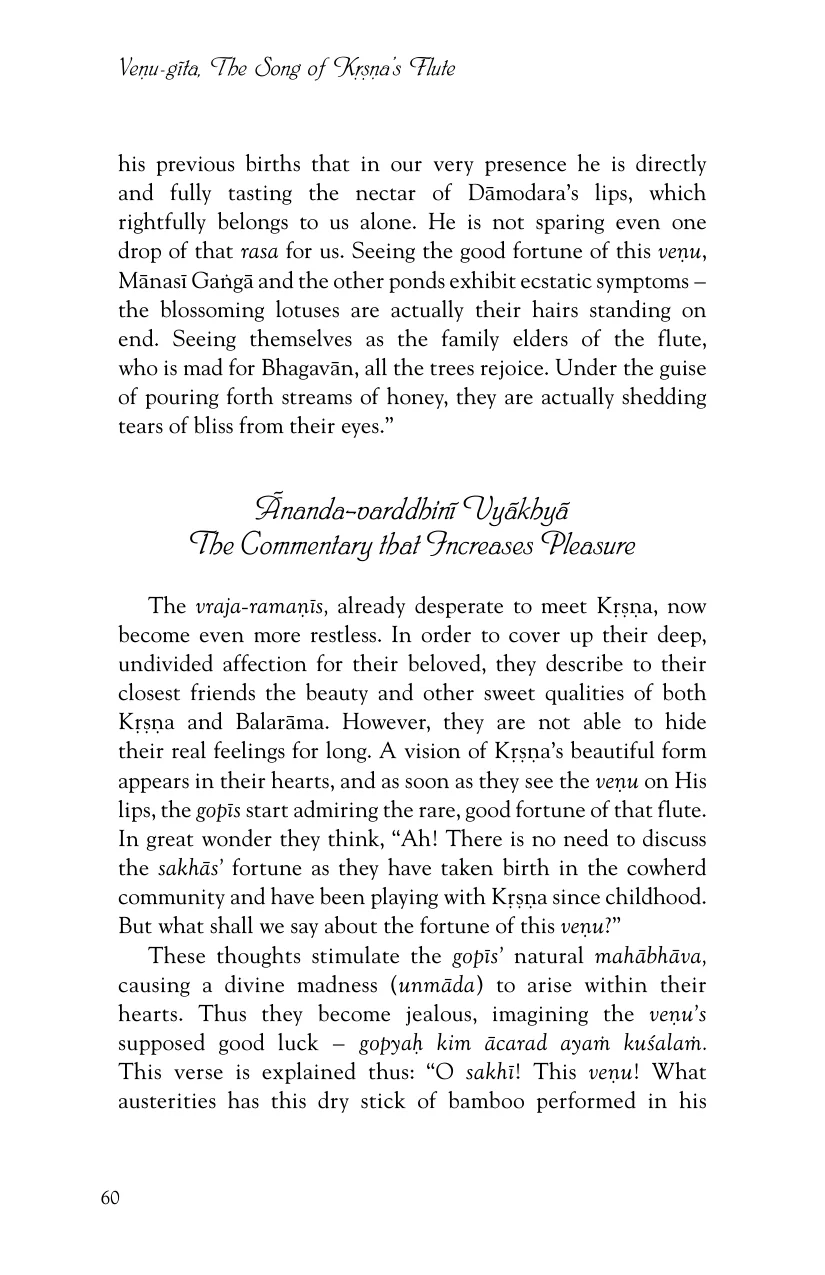 Veṇu-gīta, The Song of Kṛṣṇa’s Flute
his previous births that in our very presence he is directly
and fully tasting the nectar of Dāmodara’s lips, which
rightfully belongs to us alone. He is not sparing even one
drop of that rasa for us. Seeing the good fortune of this veṇu,
Mānasī Gaṅgā and the other ponds exhibit ecstatic symptoms –
the blossoming lotuses are actually their hairs standing on
end. Seeing themselves as the family elders of the flute,
who is mad for Bhagavān, all the trees rejoice. Under the guise
of pouring forth streams of honey, they are actually shedding
tears of bliss from their eyes.”
Ānanda-varddhinī Vyākhyā
The Commentary that Increases Pleasure
The vraja-ramaṇīs, already desperate to meet Kṛṣṇa, now
become even more restless. In order to cover up their deep,
undivided affection for their beloved, they describe to their
closest friends the beauty and other sweet qualities of both
Kṛṣṇa and Balarāma. However, they are not able to hide
their real feelings for long. A vision of Kṛṣṇa’s beautiful form
appears in their hearts, and as soon as they see the veṇu on His
lips, the gopīs start admiring the rare, good fortune of that flute.
In great wonder they think, “Ah! There is no need to discuss
the sakhās’ fortune as they have taken birth in the cowherd
community and have been playing with Kṛṣṇa since childhood.
But what shall we say about the fortune of this veṇu?”
These thoughts stimulate the gopīs’ natural mahābhāva,
causing a divine madness (unmāda) to arise within their
hearts. Thus they become jealous, imagining the veṇu’s
supposed good luck – gopyaḥ kim ācarad ayaṁ kuśalaṁ.
This verse is explained thus: “O sakhī! This veṇu! What
austerities has this dry stick of bamboo performed in his
60